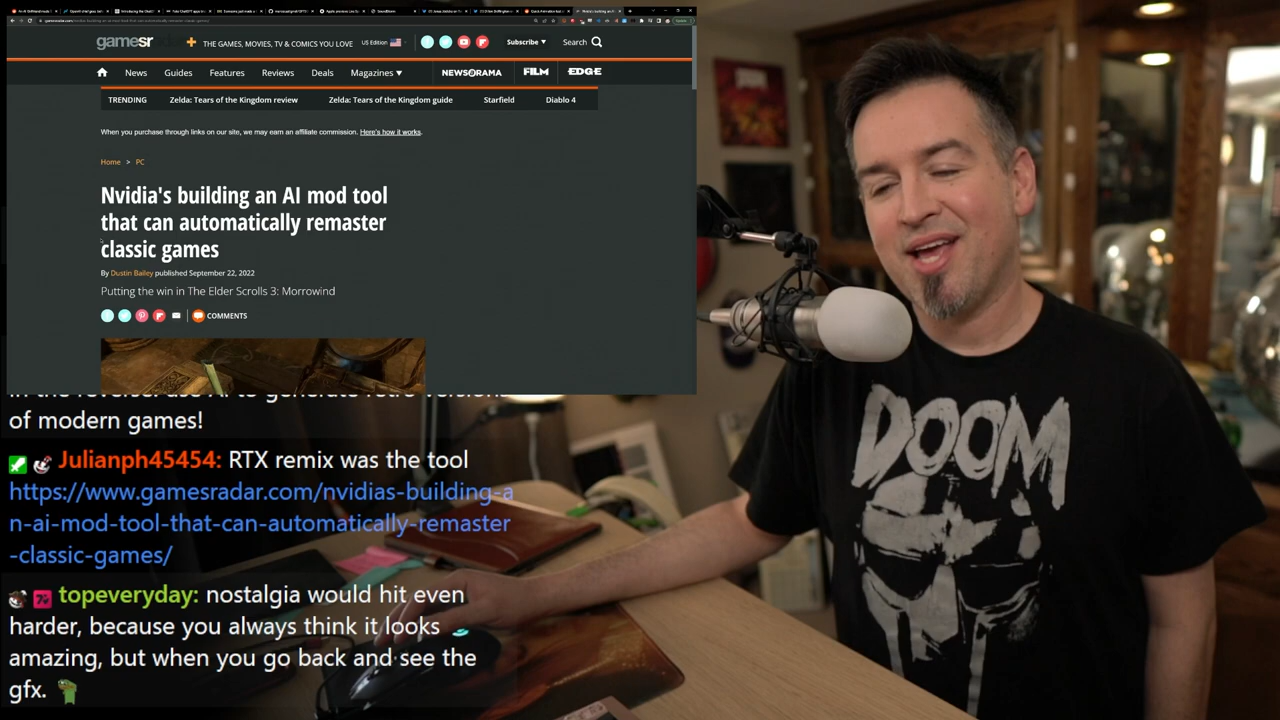 gamesr
THE GAMES, MOVIES, TV & COMICS YOU LOVE
US Edition
Subscribe ▼
Search
News
Guides
Features
Reviews
Deals
Magazines ▼
NEWSARAMA
FILM
EDGE
TRENDING
Zelda: Tears of the Kingdom review
Zelda: Tears of the Kingdom guide
Starfield
Diablo 4
When you purchase through links on our site, we may earn an affiliate commission. Here's how it works.
Home > PC
Nvidia's building an AI mod tool
that can automatically remaster
classic games
By Dustin Bailey published September 22, 2022
Putting the win in The Elder Scrolls 3: Morrowind
COMMENTS
of modern games!
Julianph45454: RTX remix was the tool
https://www.gamesradar.com/nvidias-building-a
n-ai-mod-tool-that-can-automatically-remaster
-classic-games/
topeveryday: nostalgia would hit even
harder, because you always think it looks
amazing, but when you go back and see the
gfx.
DOOM